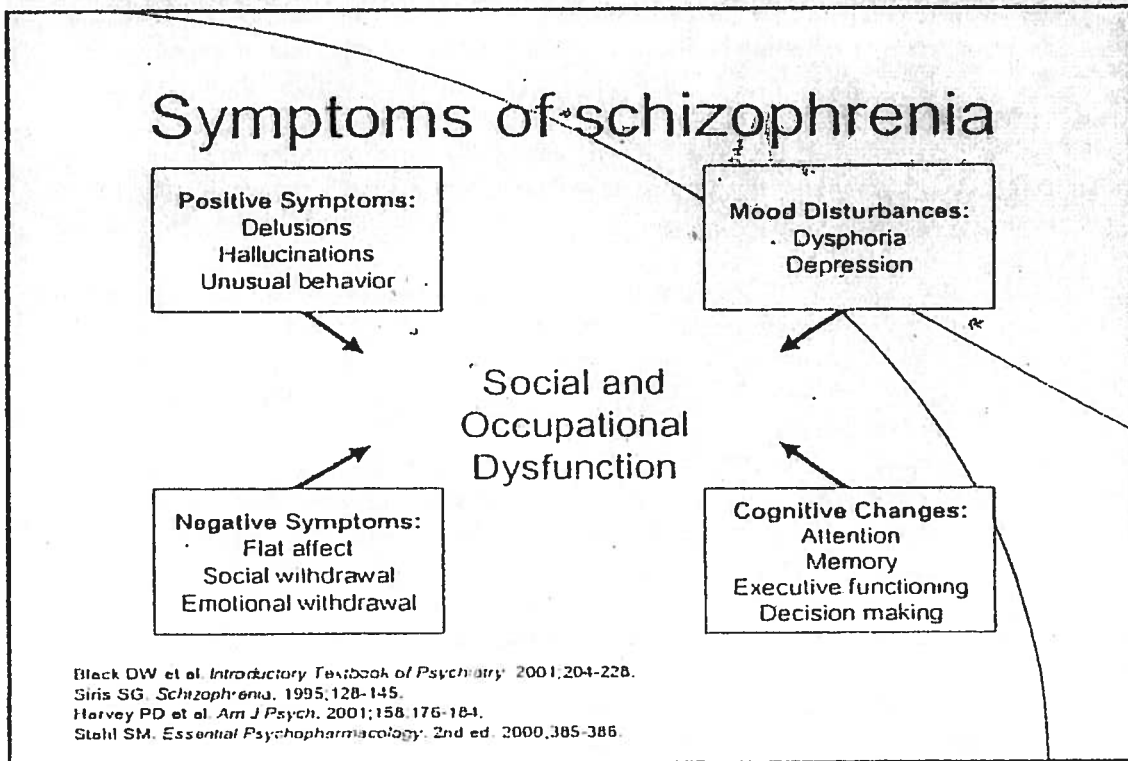 Symptoms of schizophrenia
Positive Symptoms:
Delusions
Hallucinations
Unusual behavior
Mood Disturbances:
Dysphoria
Depression
Social and
Occupational
Dysfunction
Negative Symptoms:
Flat affect
Social withdrawal
Emotional withdrawal
Cognitive Changes:
Attention
Memory
Executive functioning
Decision making
Black DW et al. Introductory Textbook of Psychiatry. 2001;204-228.
Siris SG. Schizophrenia. 1995;128-145.
Harvey PD et al. Am J Psych. 2001;158;176-184.
Stahl SM. Essential Psychopharmacology. 2nd ed. 2000,385-386.